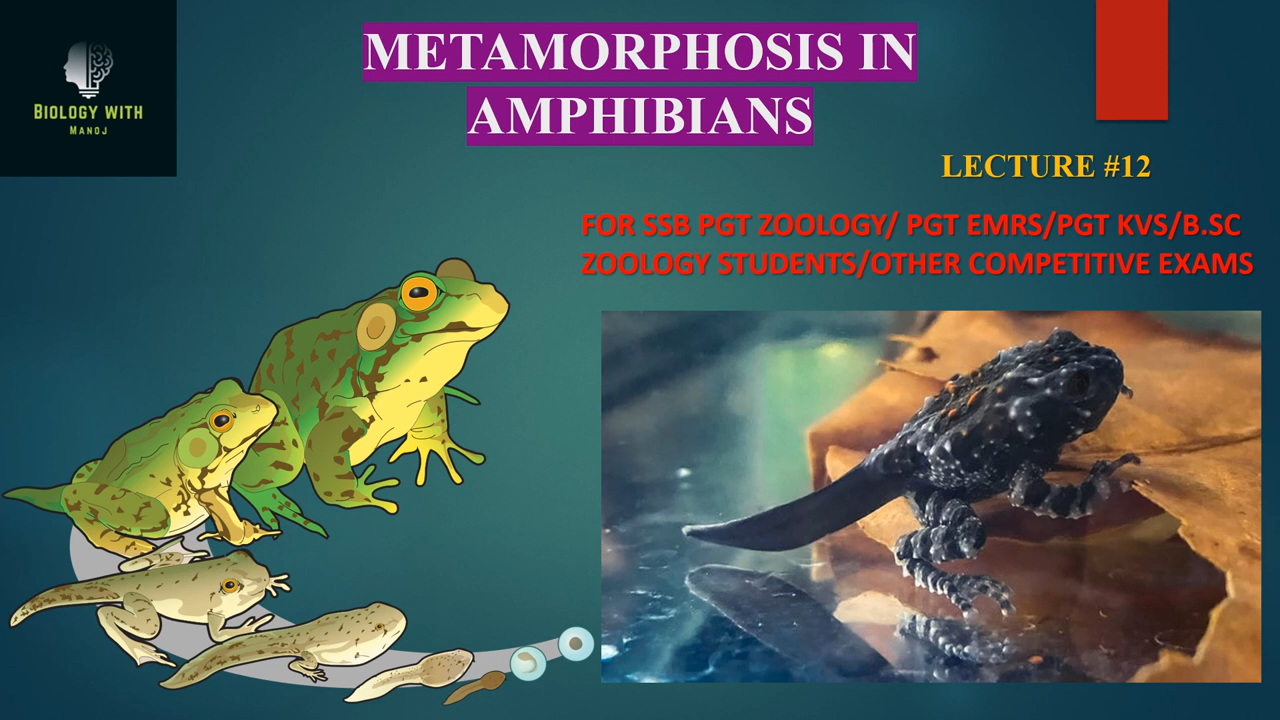 BIOLOGY WITH
MANOJ
METAMORPHOSIS IN
AMPHIBIANS
LECTURE #12
FOR SSB PGT ZOOLOGY/ PGT EMRS/PGT KVS/B.SC
ZOOLOGY STUDENTS/OTHER COMPETITIVE EXAMS